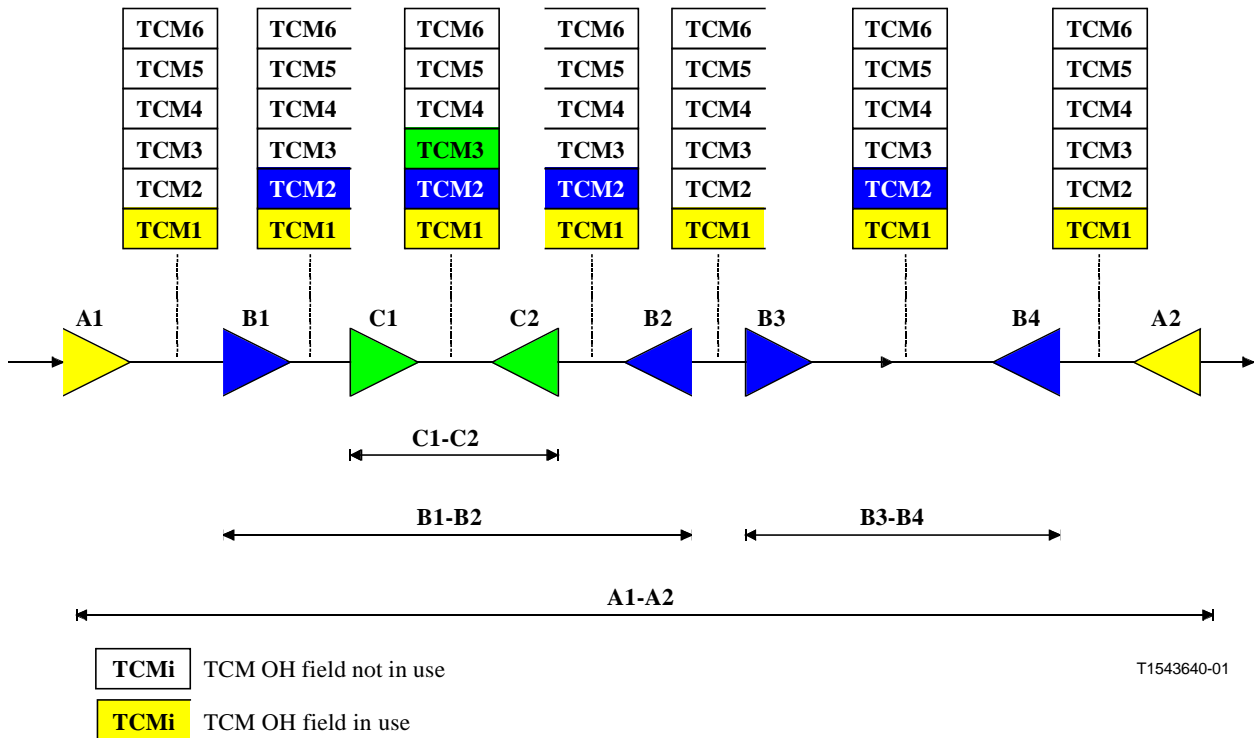 TCM6 TCM6 TCM6 TCM6 TCM6 TCM6 TCM6
TCM5 TCM5 TCM5 TCM5 TCM5 TCM5 TCM5
TCM4 TCM4 TCM4 TCM4 TCM4 TCM4 TCM4
TCM3 TCM3 TCM3 TCM3 TCM3 TCM3 TCM3
TCM2 TCM2 TCM2 TCM2 TCM2 TCM2 TCM2
TCM1 TCM1 TCM1 TCM1 TCM1 TCM1 TCM1
A1 B1 C1 C2 B2 B3 B4 A2
C1-C2
B1-B2 B3-B4
A1-A2
TCMi TCM OH field not in use
T1543640-01
TCMi TCM OH field in use